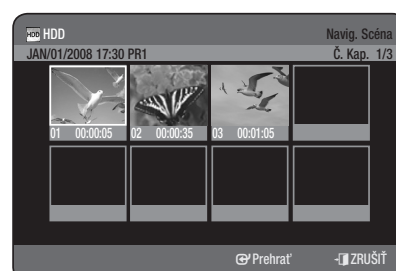 HDD HDD Navig. Scéna
JAN/01/2008 17:30 PR1 Č. Kap. 1/3
01 00:00:05 02 00:00:35 03 00:01:05
Prehrať ZRUŠIŤ